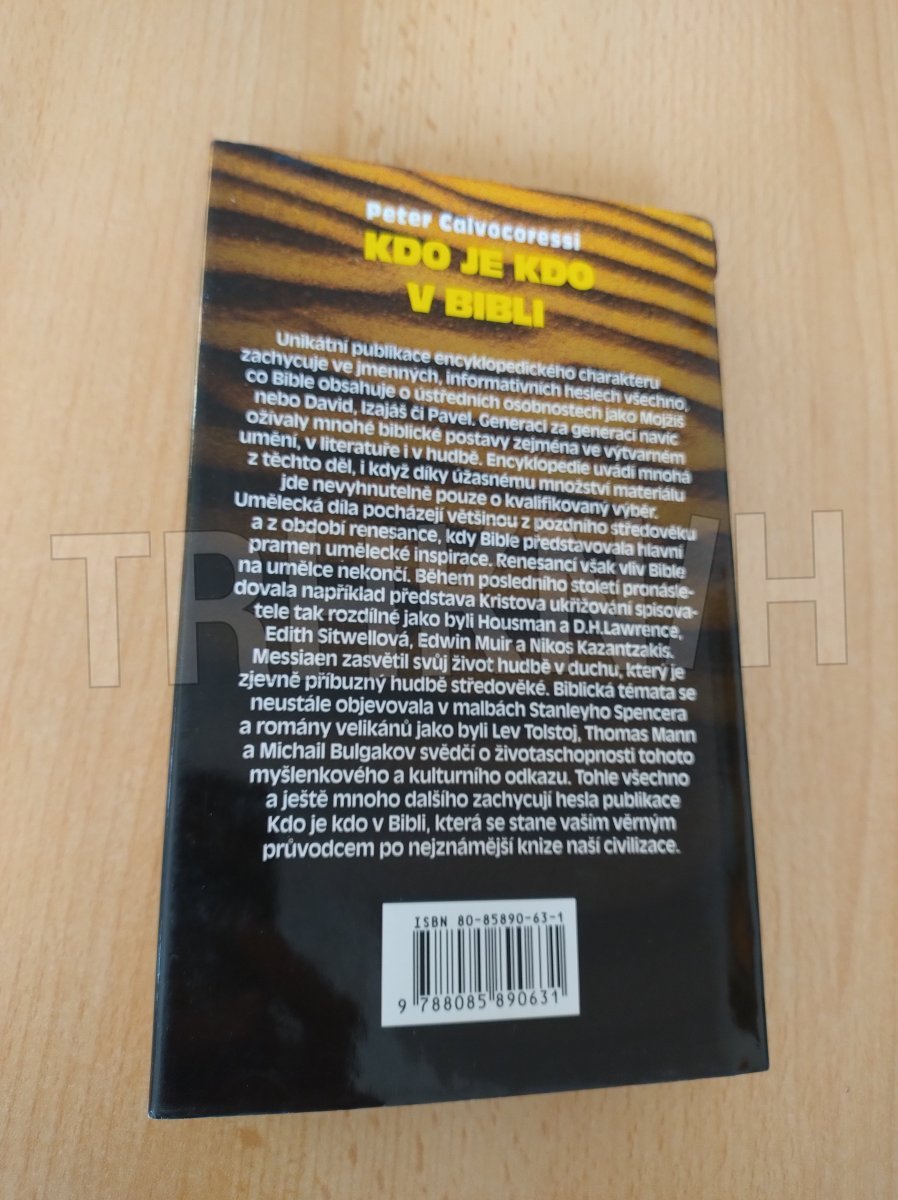 Peter Calvocoressi
KDO JE KDO
V BIBLI
Unikátní publikace encyklopedického charakteru
zachycuje ve jmenných, informativních heslech všechno,
co Bible obsahuje o ústředních osobnostech jako Mojžíš
nebo David, Izajáš či Pavel. Generaci za generací navíc
ožívaly mnohé biblické postavy zejména ve výtvarném
umění, v literatuře i v hudbě. Encyklopedie uvádí mnohá
z těchto děl, i když díky úžasnému množství materiálu
jde nevyhnutelně pouze o kvalifikovaný výběr.
Umělecká díla pocházejí většinou z pozdního středověku
a z období renesance, kdy Bible představovala hlavní
pramen umělecké inspirace. Renesancí však vliv Bible
na umělce nekončí. Během posledního století pronásle-
dovala například představa Kristova ukřižování spisova-
tele tak rozdílné jako byli Housman a D.H.Lawrence,
Edith Sitwellová, Edwin Muir a Nikos Kazantzakis.
Messiaen zasvětil svůj život hudbě v duchu, který je
zjevně příbuzný hudbě středověké. Biblická témata se
neustále objevovala v malbách Stanleyho Spencera
a romány velikánů jako byli Lev Tolstoj, Thomas Mann
a Michail Bulgakov svědčí o životaschopnosti tohoto
myšlenkového a kulturního odkazu. Tohle všechno
a ještě mnoho dalšího zachycují hesla publikace
Kdo je kdo v Bibli, která se stane vaším věrným
průvodcem po nejznámější knize naší civilizace.
ISBN 80-85890-63-1
9 788085 890631